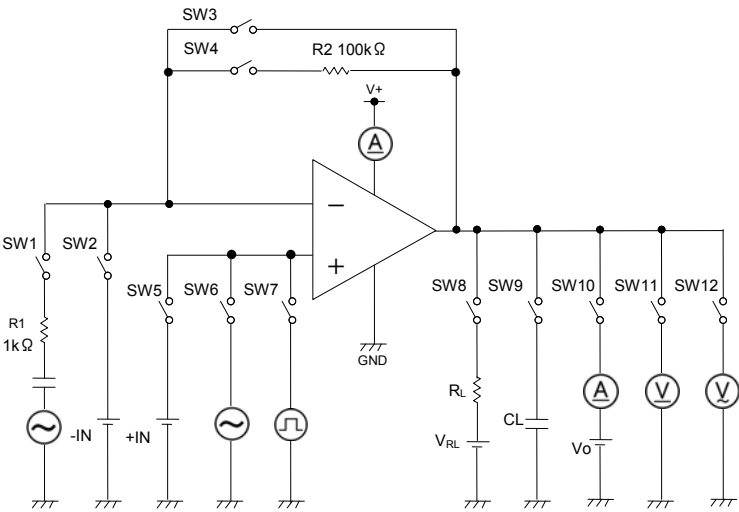 SW3
SW4
R2 100kΩ
V+
A
−
+
SW1
SW2
SW5
SW6
SW7
R1
1kΩ
-IN
+IN
GND
SW8
SW9
SW10
SW11
SW12
RL
VRL
CL
A
Vo
V
V